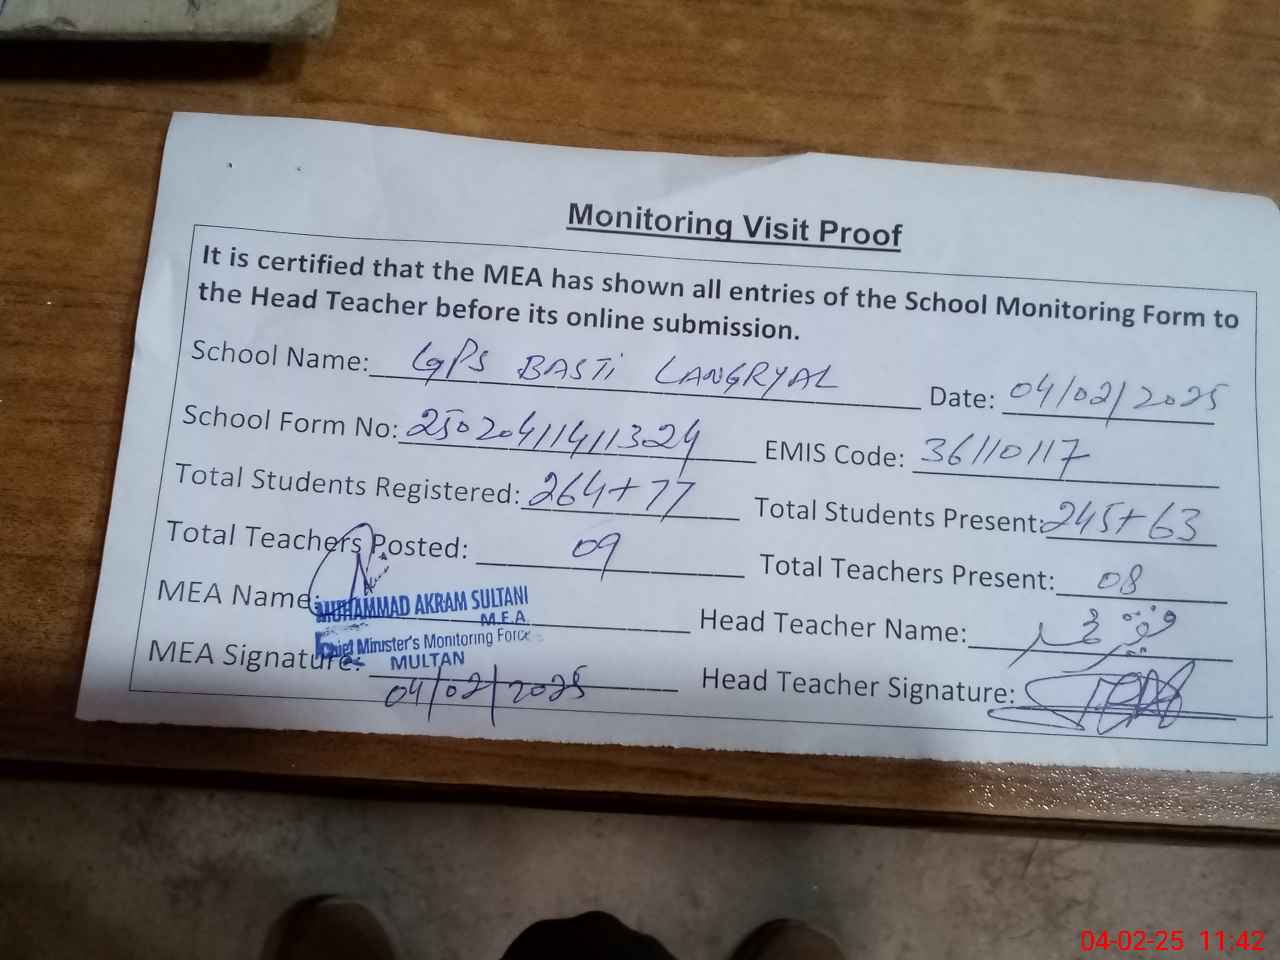 Monitoring Visit Proof
It is certified that the MEA has shown all entries of the School Monitoring Form to
the Head Teacher before its online submission.
School Name: GPS BASTI LANGRYAL Date: 04/02/2025
School Form No: 25020411411324 EMIS Code: 36110117
Total Students Registered: 264+77 Total Students Present: 245+63
Total Teachers Posted: 09 Total Teachers Present: 08
MEA Name: MUHAMMAD AKRAM SULTANI Head Teacher Name:
M.E.A
Chief Minister's Monitoring Force
MEA Signature: MULTAN Head Teacher Signature:
04/02/2025
04-02-25 11:42